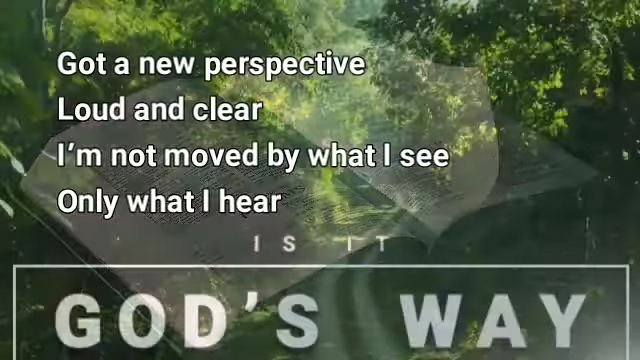 Got a new perspective
Loud and clear
I’m not moved by what I see
Only what I hear
IS IT
GOD’S WAY